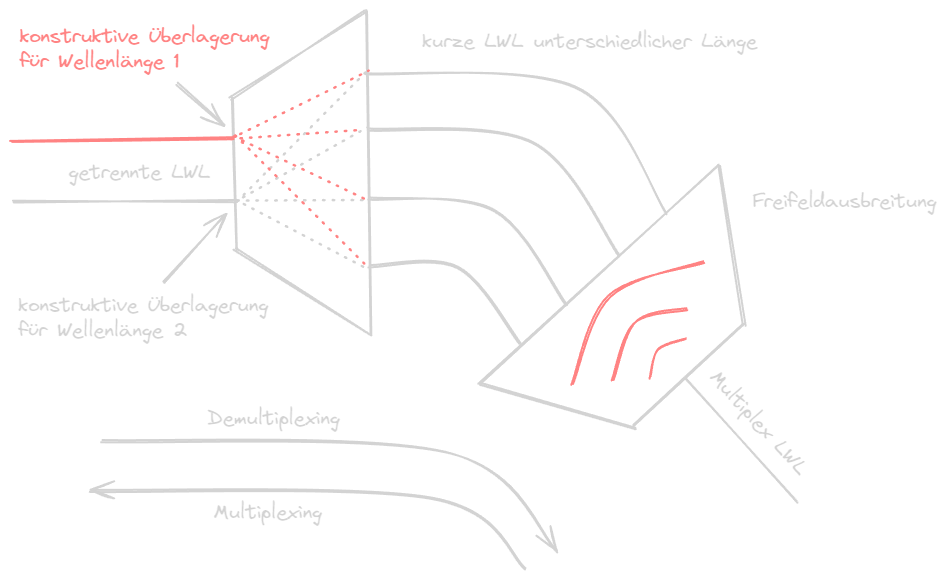 konstruktive Überlagerung
für Wellenlänge 1
kurze LWL unterschiedlicher Länge
getrennte LWL
Freifeldausbreitung
konstruktive Überlagerung
für Wellenlänge 2
Multiplex LWL
Demultiplexing
Multiplexing